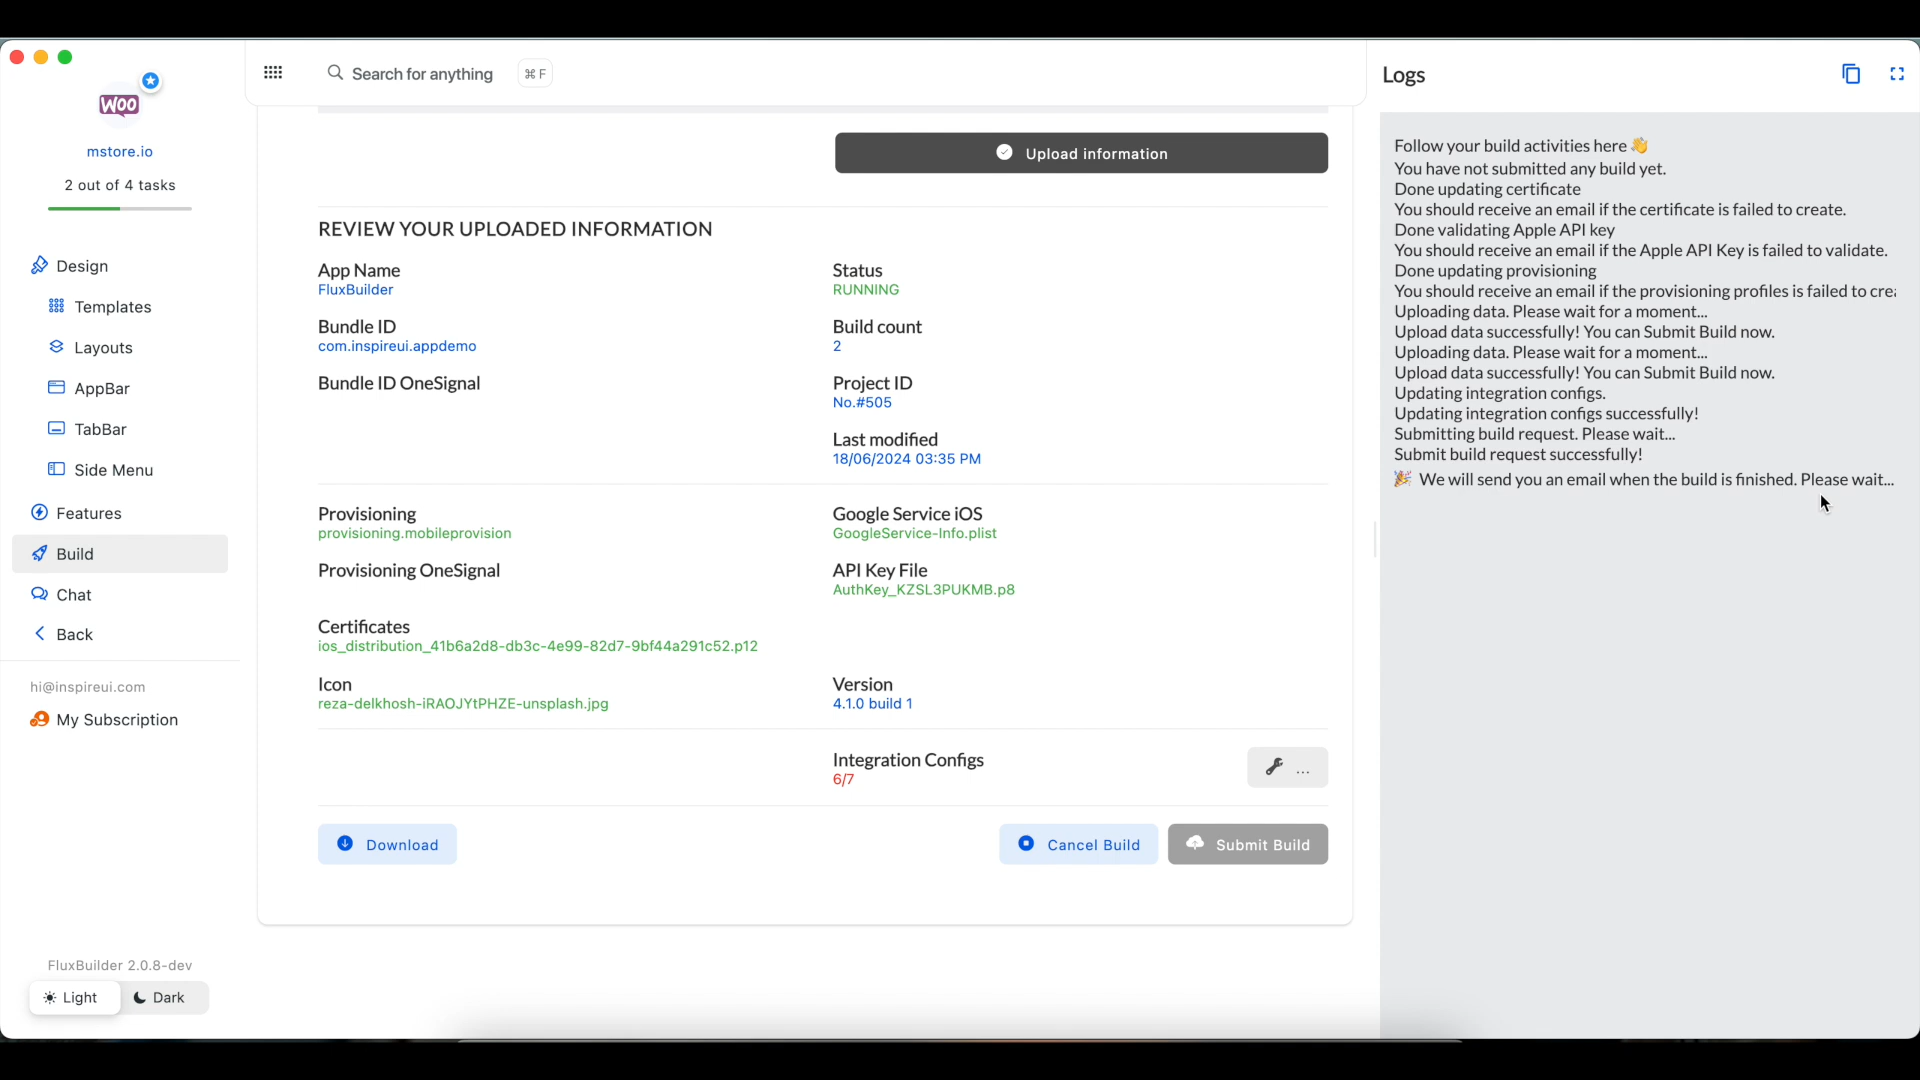 WOO
mstore.io
2 out of 4 tasks
Design
Templates
Layouts
AppBar
TabBar
Side Menu
Features
Build
Chat
Back
hi@inspireui.com
My Subscription
FluxBuilder 2.0.8-dev
Light
Dark
Search for anything
⌘ F
Upload information
REVIEW YOUR UPLOADED INFORMATION
App Name
FluxBuilder
Status
RUNNING
Bundle ID
com.inspireui.appdemo
Build count
2
Bundle ID OneSignal
Project ID
No.#505
Last modified
18/06/2024 03:35 PM
Provisioning
provisioning.mobileprovision
Google Service iOS
GoogleService-Info.plist
Provisioning OneSignal
API Key File
AuthKey_KZSL3PUKMB.p8
Certificates
ios_distribution_41b6a2d8-db3c-4e99-82d7-9bf44a291c52.p12
Icon
reza-delkhosh-iRAOJYtPHZE-unsplash.jpg
Version
4.1.0 build 1
Integration Configs
6/7
...
Download
Cancel Build
Submit Build
Logs
Follow your build activities here 👋
You have not submitted any build yet.
Done updating certificate
You should receive an email if the certificate is failed to create.
Done validating Apple API key
You should receive an email if the Apple API Key is failed to validate.
Done updating provisioning
You should receive an email if the provisioning profiles is failed to crea
Uploading data. Please wait for a moment...
Upload data successfully! You can Submit Build now.
Uploading data. Please wait for a moment...
Upload data successfully! You can Submit Build now.
Updating integration configs.
Updating integration configs successfully!
Submitting build request. Please wait...
Submit build request successfully!
🎉 We will send you an email when the build is finished. Please wait...